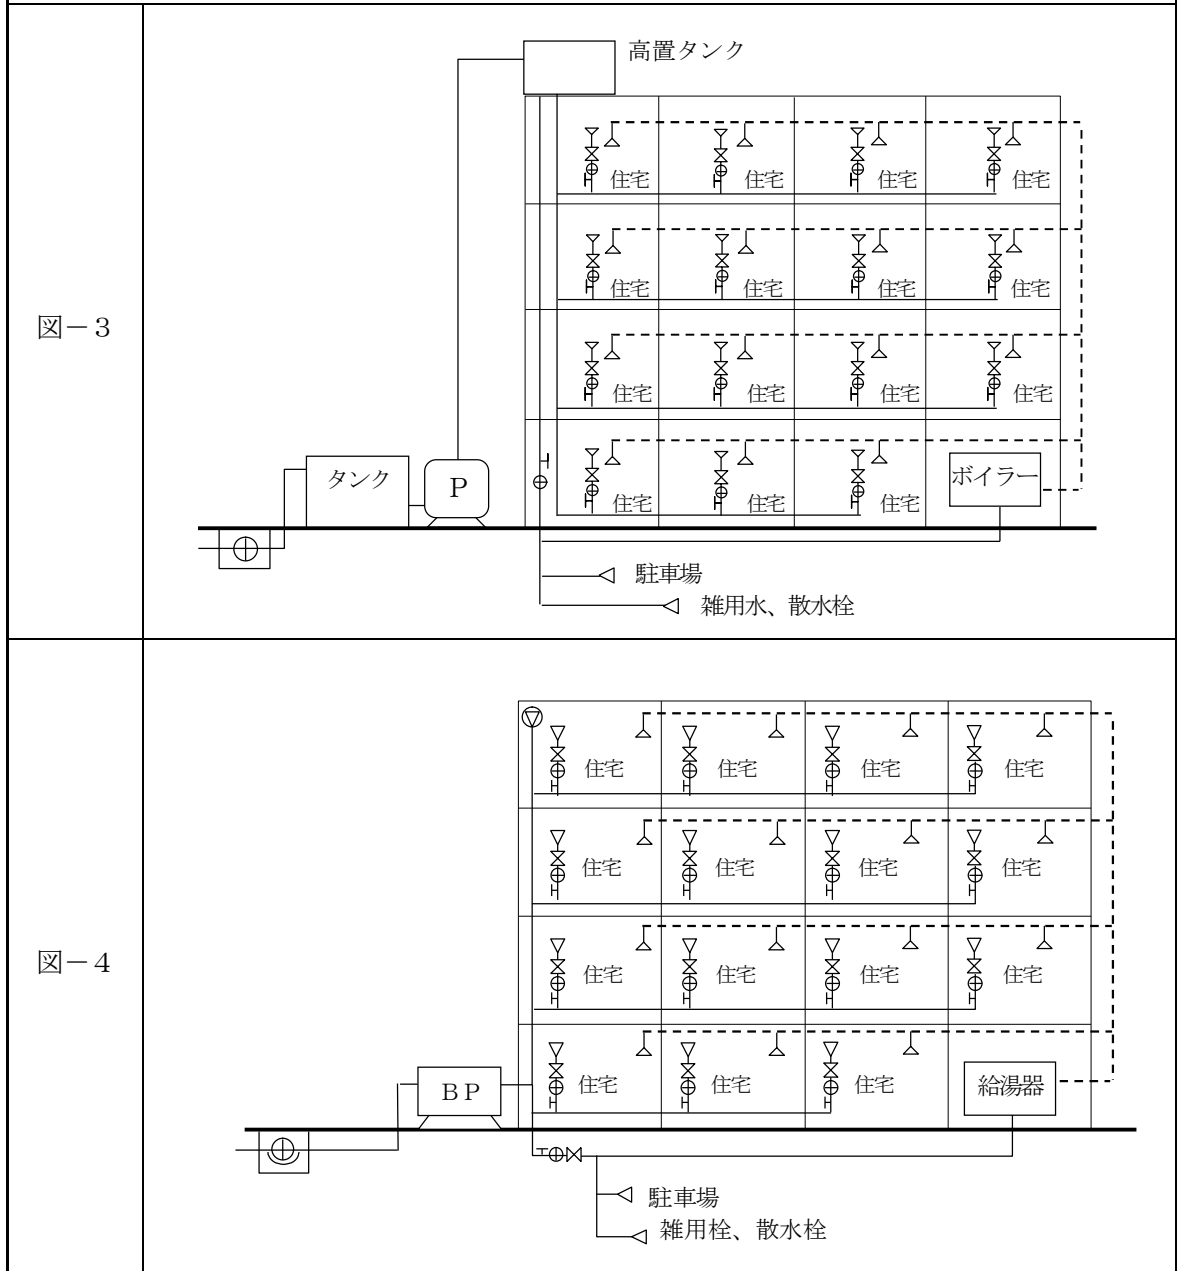 高置タンク
住宅 住宅 住宅 住宅
住宅 住宅 住宅 住宅
図－3
住宅 住宅 住宅 住宅
タンク P 住宅 住宅 住宅 ボイラー
駐車場
雑用水、散水栓
住宅 住宅 住宅 住宅
住宅 住宅 住宅 住宅
図－4
住宅 住宅 住宅 住宅
BP 住宅 住宅 住宅 給湯器
駐車場
雑用栓、散水栓